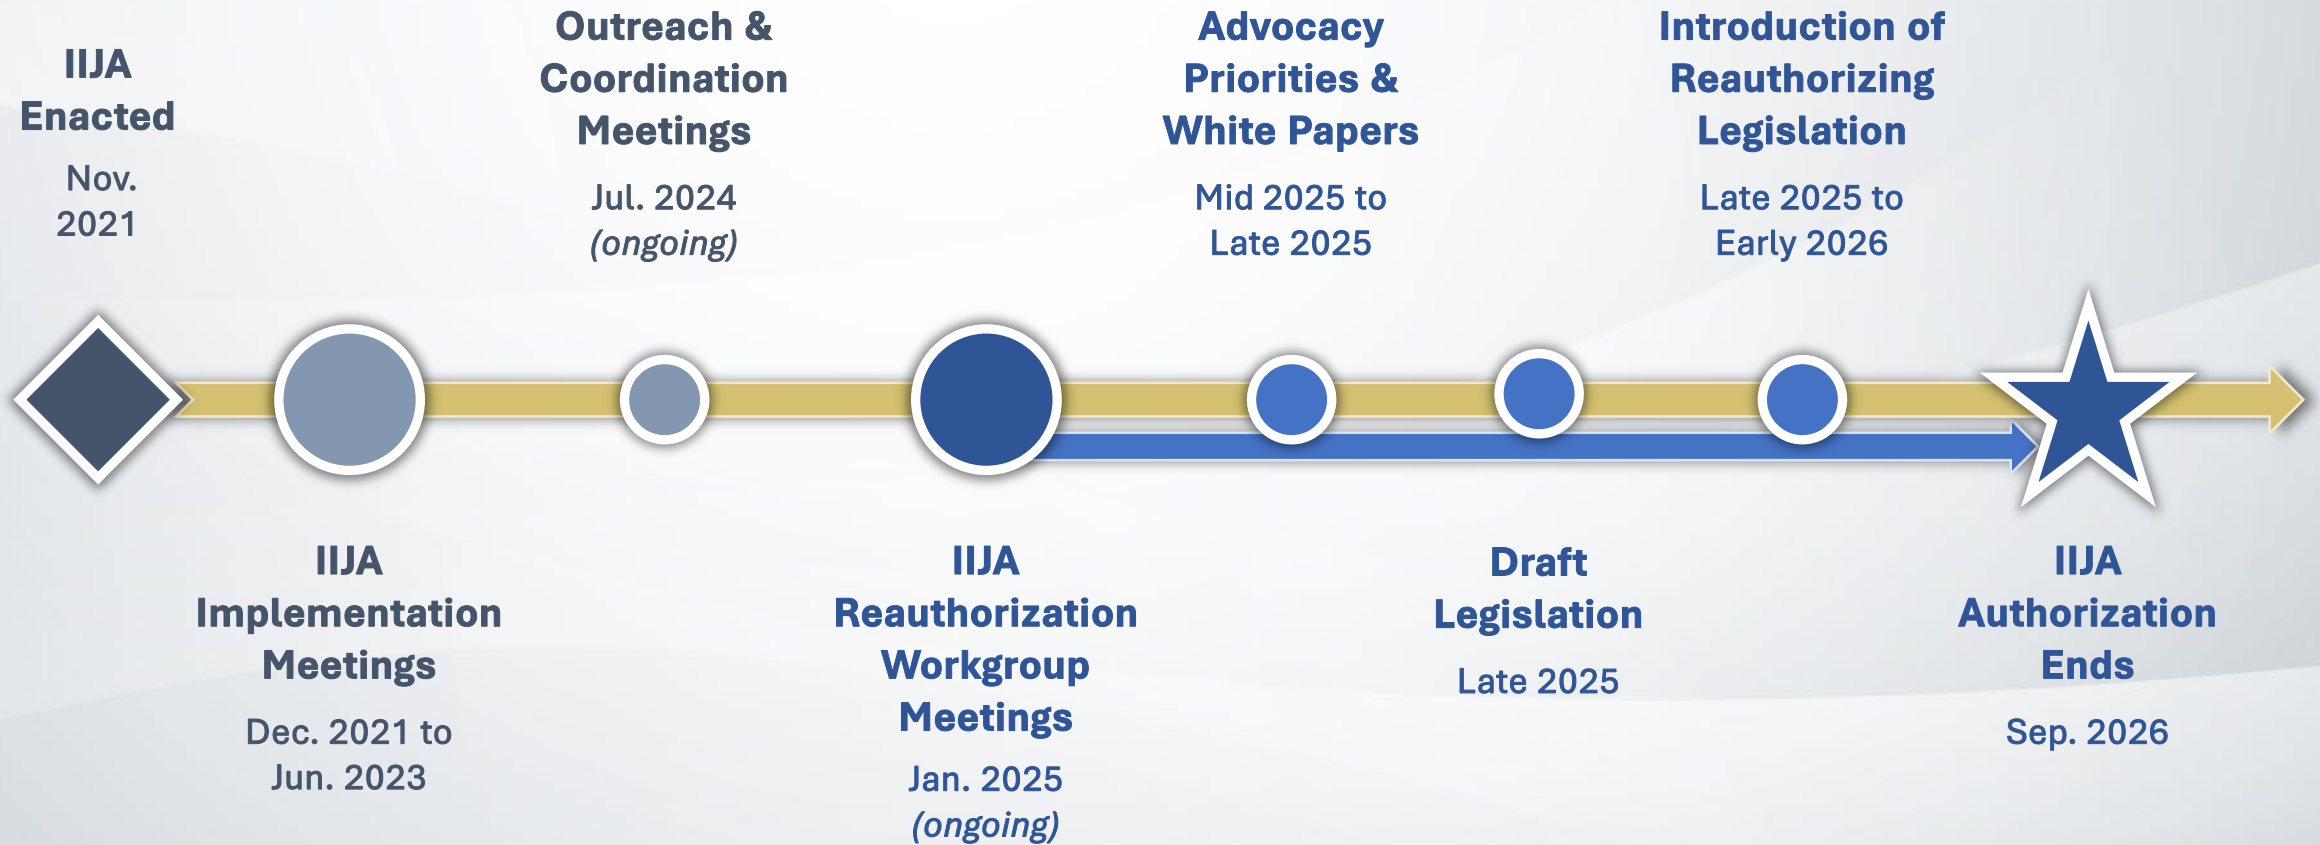 IIJA
Enacted
Nov.
2021
IIJA
Implementation
Meetings
Dec. 2021 to
Jun. 2023
Outreach &
Coordination
Meetings
Jul. 2024
(ongoing)
IIJA
Reauthorization
Workgroup
Meetings
Jan. 2025
(ongoing)
Advocacy
Priorities &
White Papers
Mid 2025 to
Late 2025
Draft
Legislation
Late 2025
Introduction of
Reauthorizing
Legislation
Late 2025 to
Early 2026
IIJA
Authorization
Ends
Sep. 2026